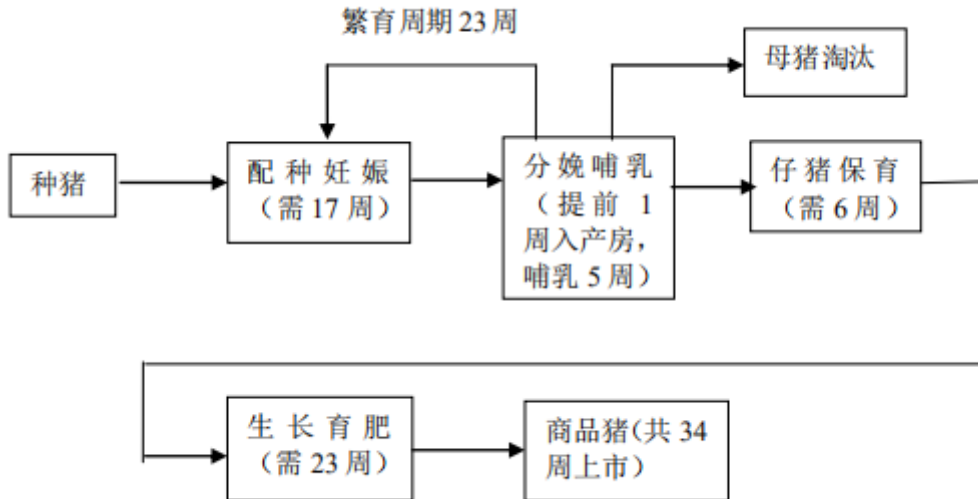 繁育周期 23 周
母猪淘汰
种猪
配种妊娠
（需 17 周）
分娩哺乳
（提前 1
周入产房，
哺乳 5 周）
仔猪保育
（需 6 周）
生长育肥
（需 23 周）
商品猪（共 34
周上市）